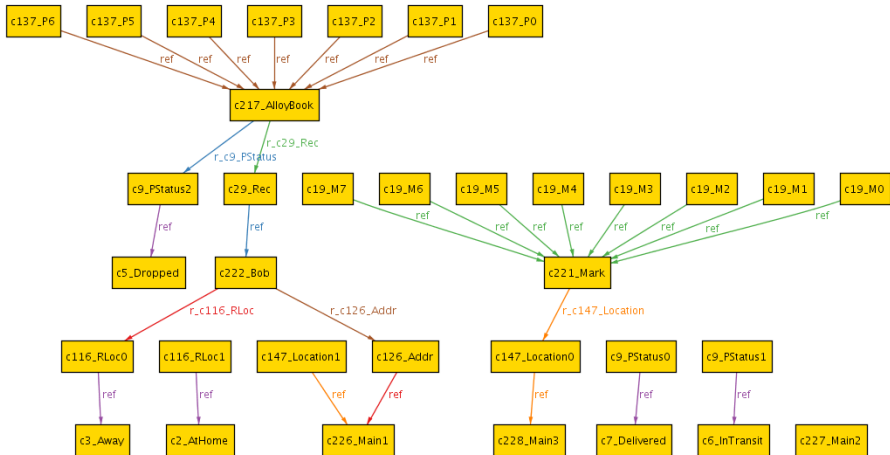 c137_P6 c137_P5 c137_P4 c137_P3 c137_P2 c137_P1 c137_P0
ref ref ref ref ref ref ref
c217_AlloyBook
r_c29_Rec
r_c9_PStatus
c9_PStatus2 c29_Rec c19_M7 c19_M6 c19_M5 c19_M4 c19_M3 c19_M2 c19_M1 c19_M0
ref ref ref ref ref ref ref ref ref ref
c5_Dropped c222_Bob c221_Mark
r_c116_RLoc r_c126_Addr r_c147_Location
c116_RLoc0 c116_RLoc1 c147_Location1 c126_Addr c147_Location0 c9_PStatus0 c9_PStatus1
ref ref ref ref ref ref ref
c3_Away c2_AtHome c226_Main1 c228_Main3 c7_Delivered c6_InTransit c227_Main2